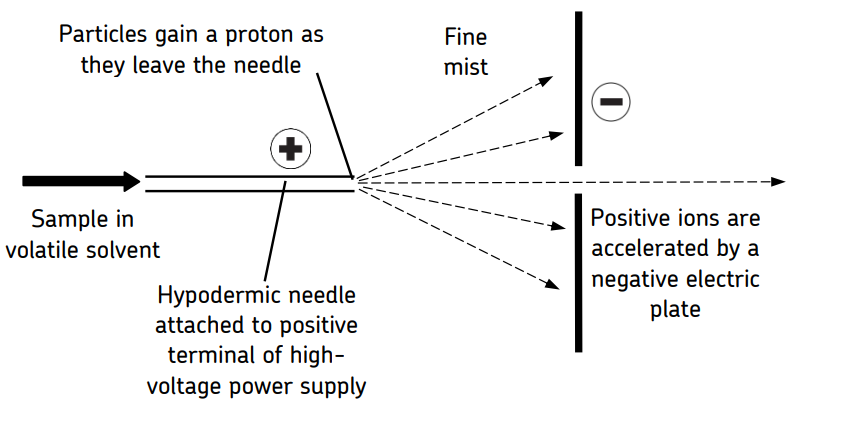 Particles gain a proton as
they leave the needle
Fine
mist
+
−
Sample in
volatile solvent
Hypodermic needle
attached to positive
terminal of high-
voltage power supply
Positive ions are
accelerated by a
negative electric
plate